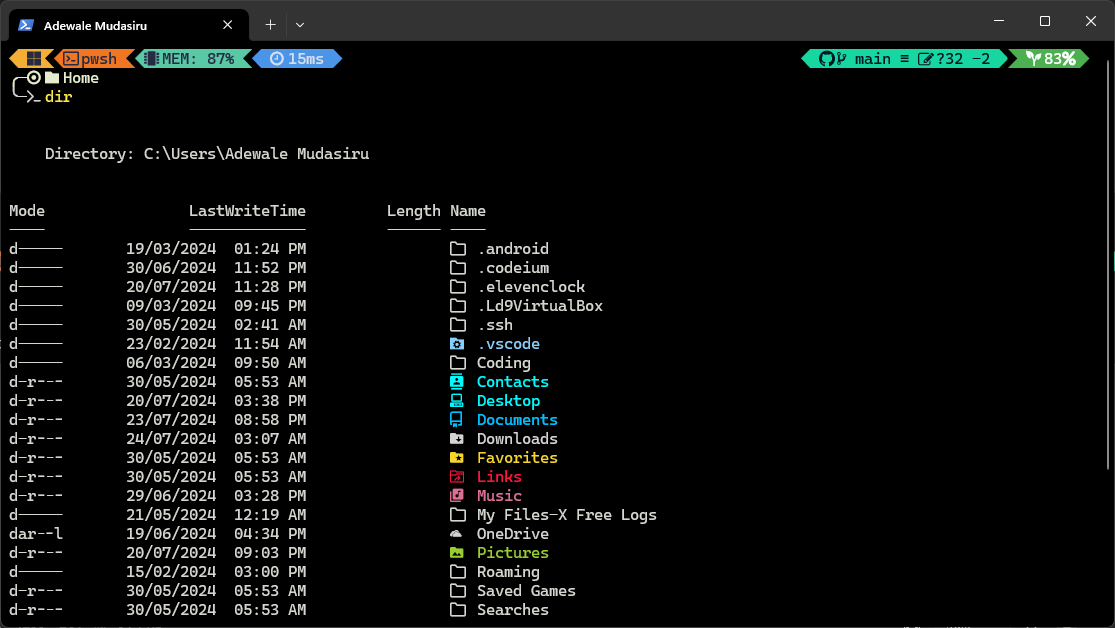 Adewale Mudasiru
pwsh MEM: 87% 15ms main ≡ ?32 -2 83%
Home
dir
Directory: C:\Users\Adewale Mudasiru
Mode LastWriteTime Length Name
---- ------------- ------ ----
d----- 19/03/2024 01:24 PM .android
d----- 30/06/2024 11:52 PM .codeium
d----- 20/07/2024 11:28 PM .elevenclock
d----- 09/03/2024 09:45 PM .Ld9VirtualBox
d----- 30/05/2024 02:41 AM .ssh
d----- 23/02/2024 11:54 AM .vscode
d----- 06/03/2024 09:50 AM Coding
d-r--- 30/05/2024 05:53 AM Contacts
d-r--- 20/07/2024 03:38 PM Desktop
d-r--- 23/07/2024 08:58 PM Documents
d-r--- 24/07/2024 03:07 AM Downloads
d-r--- 30/05/2024 05:53 AM Favorites
d-r--- 30/05/2024 05:53 AM Links
d-r--- 29/06/2024 03:28 PM Music
d----- 21/05/2024 12:19 AM My Files-X Free Logs
dar--l 19/06/2024 04:34 PM OneDrive
d-r--- 20/07/2024 09:03 PM Pictures
d----- 15/02/2024 03:00 PM Roaming
d-r--- 30/05/2024 05:53 AM Saved Games
d-r--- 30/05/2024 05:53 AM Searches